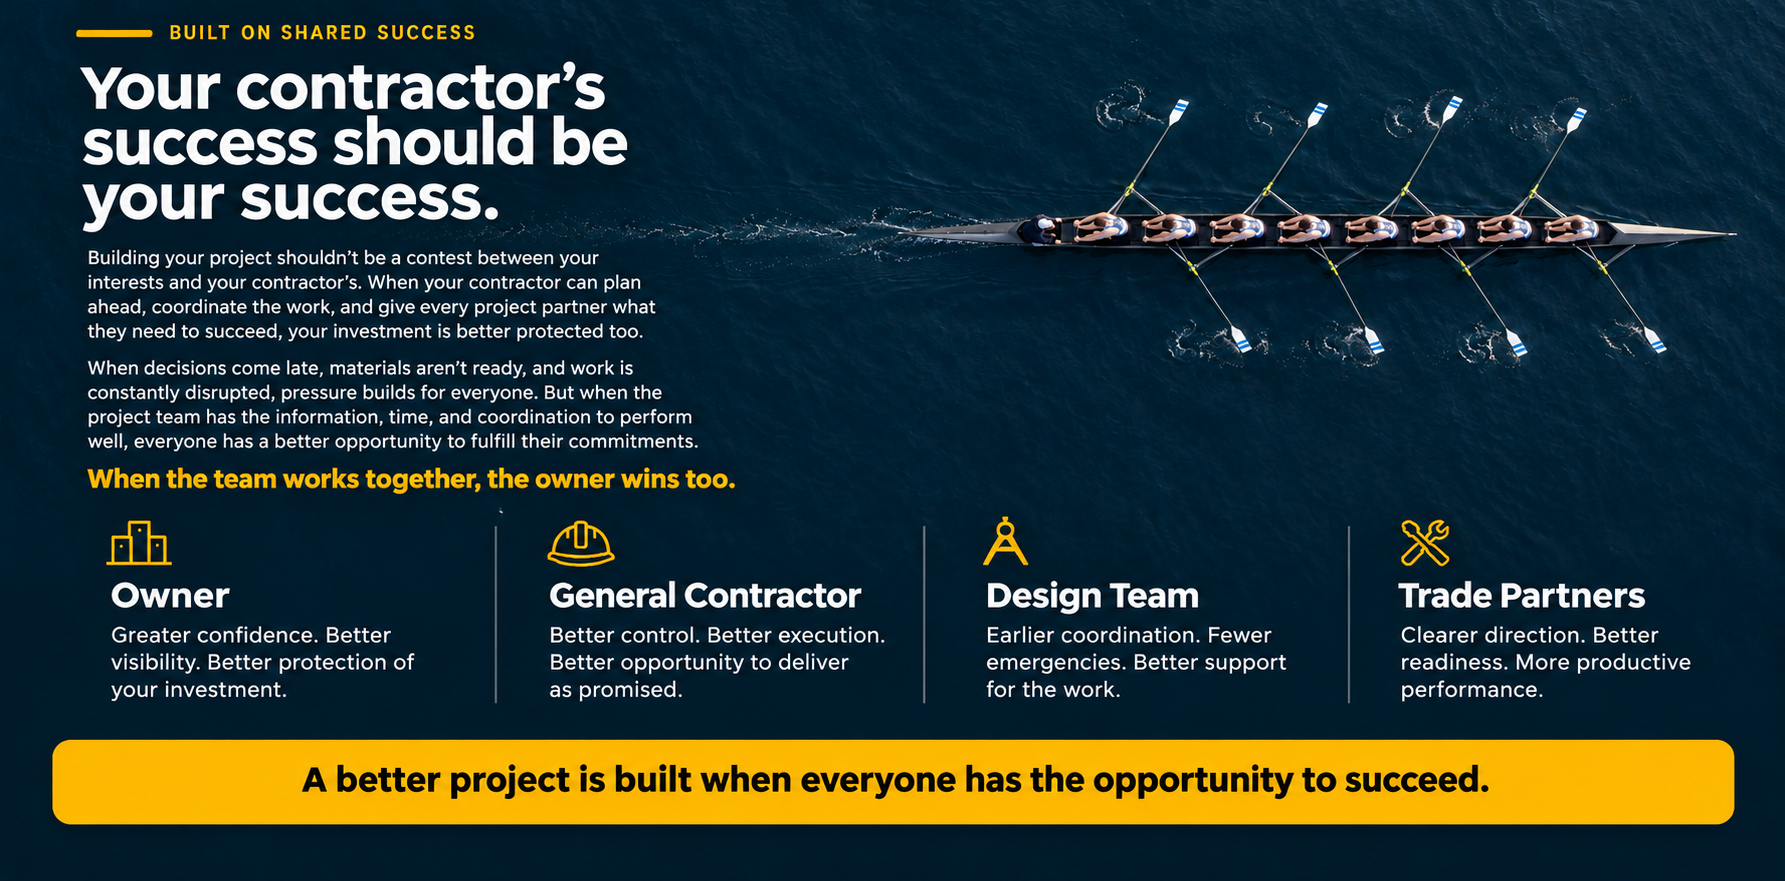 BUILT ON SHARED SUCCESS
Your contractor’s
success should be
your success.
Building your project shouldn’t be a contest between your
interests and your contractor’s. When your contractor can plan
ahead, coordinate the work, and give every project partner what
they need to succeed, your investment is better protected too.
When decisions come late, materials aren’t ready, and work is
constantly disrupted, pressure builds for everyone. But when the
project team has the information, time, and coordination to perform
well, everyone has a better opportunity to fulfill their commitments.
When the team works together, the owner wins too.
Owner
Greater confidence. Better
visibility. Better protection of
your investment.
General Contractor
Better control. Better execution.
Better opportunity to deliver
as promised.
Design Team
Earlier coordination. Fewer
emergencies. Better support
for the work.
Trade Partners
Clearer direction. Better
readiness. More productive
performance.
A better project is built when everyone has the opportunity to succeed.